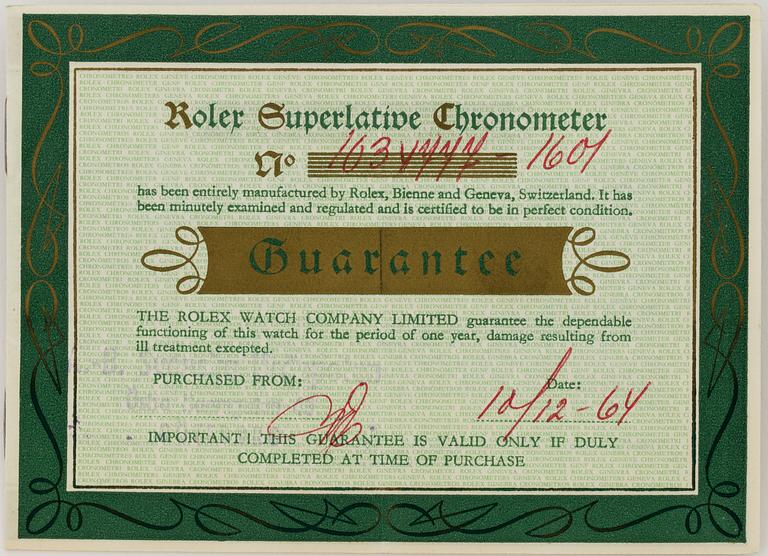 Rolex Superlative Chronometer
No 163yyyy - 1601
has been entirely manufactured by Rolex, Bienne and Geneva, Switzerland. It has
been minutely examined and regulated and is certified to be in perfect condition.
Guarantee
THE ROLEX WATCH COMPANY LIMITED guarantee the dependable
functioning of this watch for the period of one year, damage resulting from
ill treatment excepted.
PURCHASED FROM:
Date:
10/12-64
IMPORTANT! THIS GUARANTEE IS VALID ONLY IF DULY
COMPLETED AT TIME OF PURCHASE